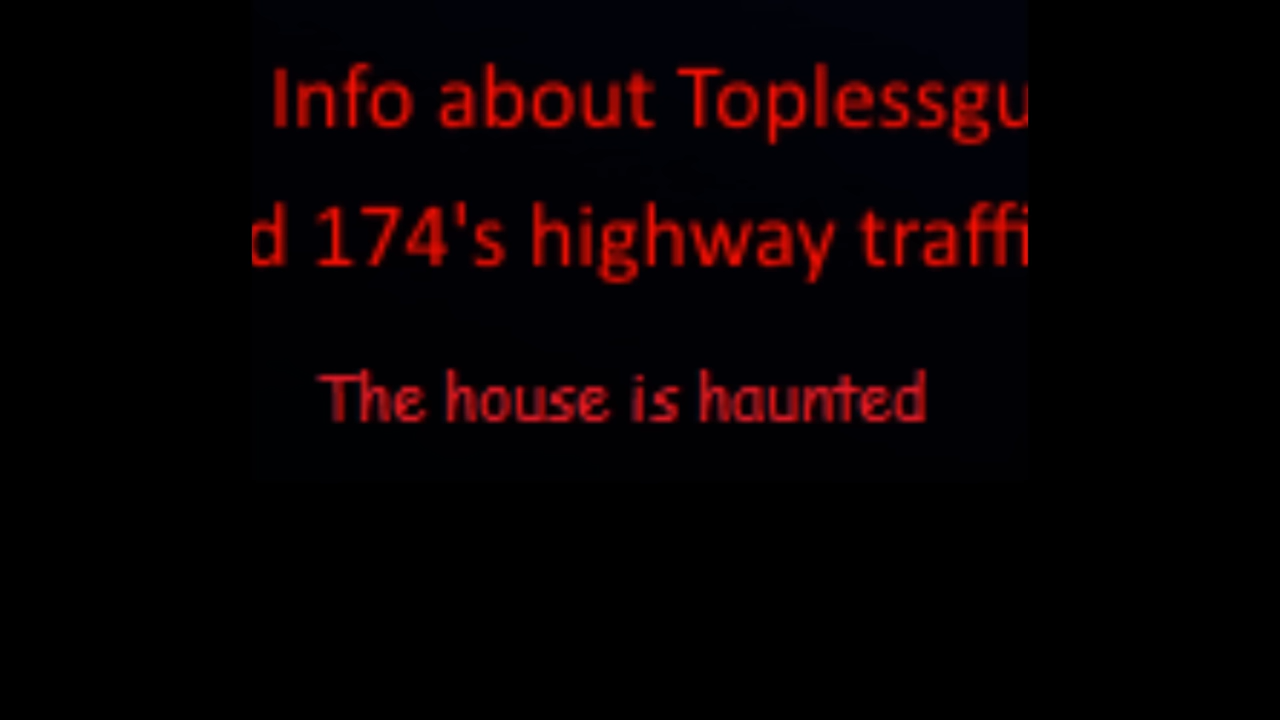 Info about Toplessgu
d 174's highway traffi
The house is haunted